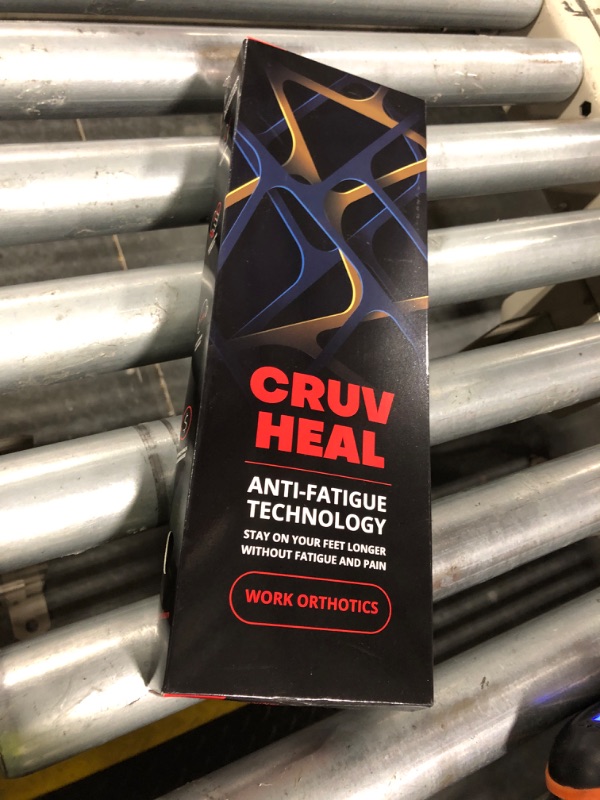 CRUV
HEAL
ANTI-FATIGUE
TECHNOLOGY
STAY ON YOUR FEET LONGER
WITHOUT FATIGUE AND PAIN
WORK ORTHOTICS